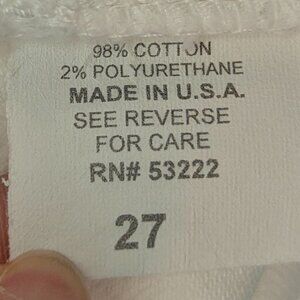 98% COTTON
2% POLYURETHANE
MADE IN U.S.A.
SEE REVERSE
FOR CARE
RN# 53222
27